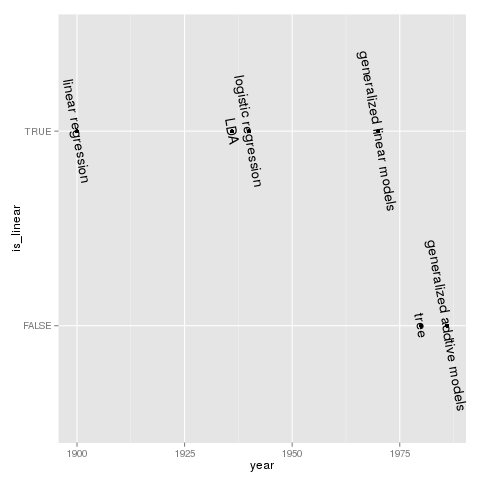 linear regression
LDA
logistic regression
generalized linear models
TRUE
is_linear
generalized addtive models
tree
FALSE
1900
1925
1950
1975
year